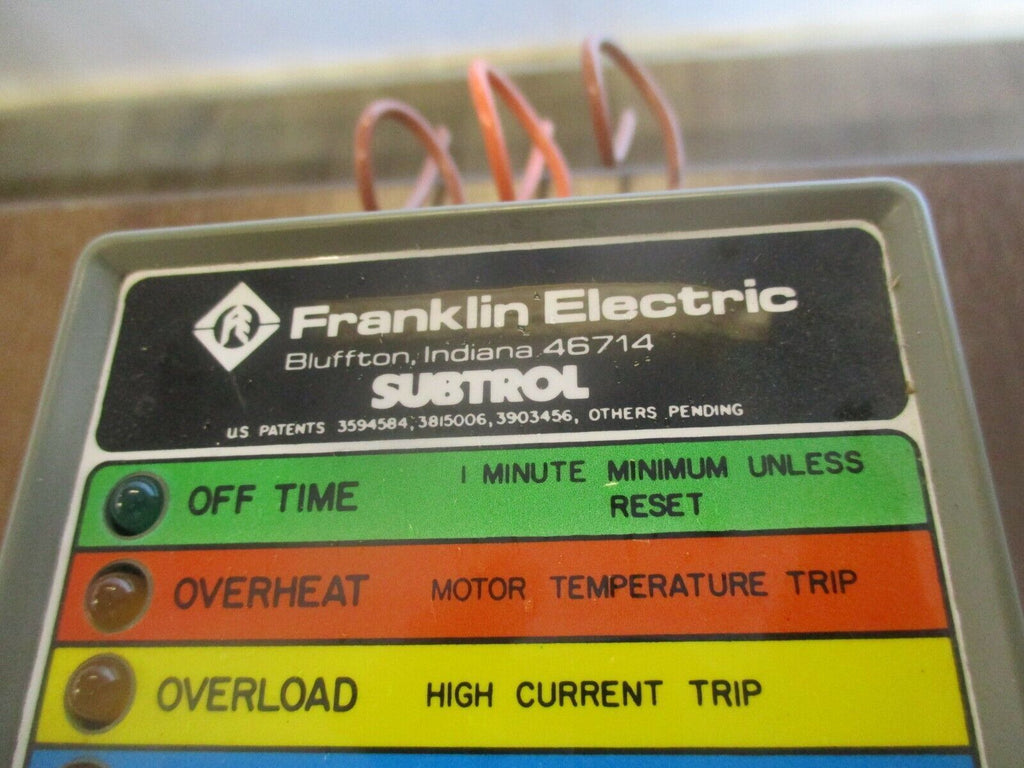 Franklin Electric
Bluffton, Indiana 46714
SUBTROL
US PATENTS 3594584, 3815006, 3903456, OTHERS PENDING
OFF TIME 1 MINUTE MINIMUM UNLESS
RESET
OVERHEAT MOTOR TEMPERATURE TRIP
OVERLOAD HIGH CURRENT TRIP